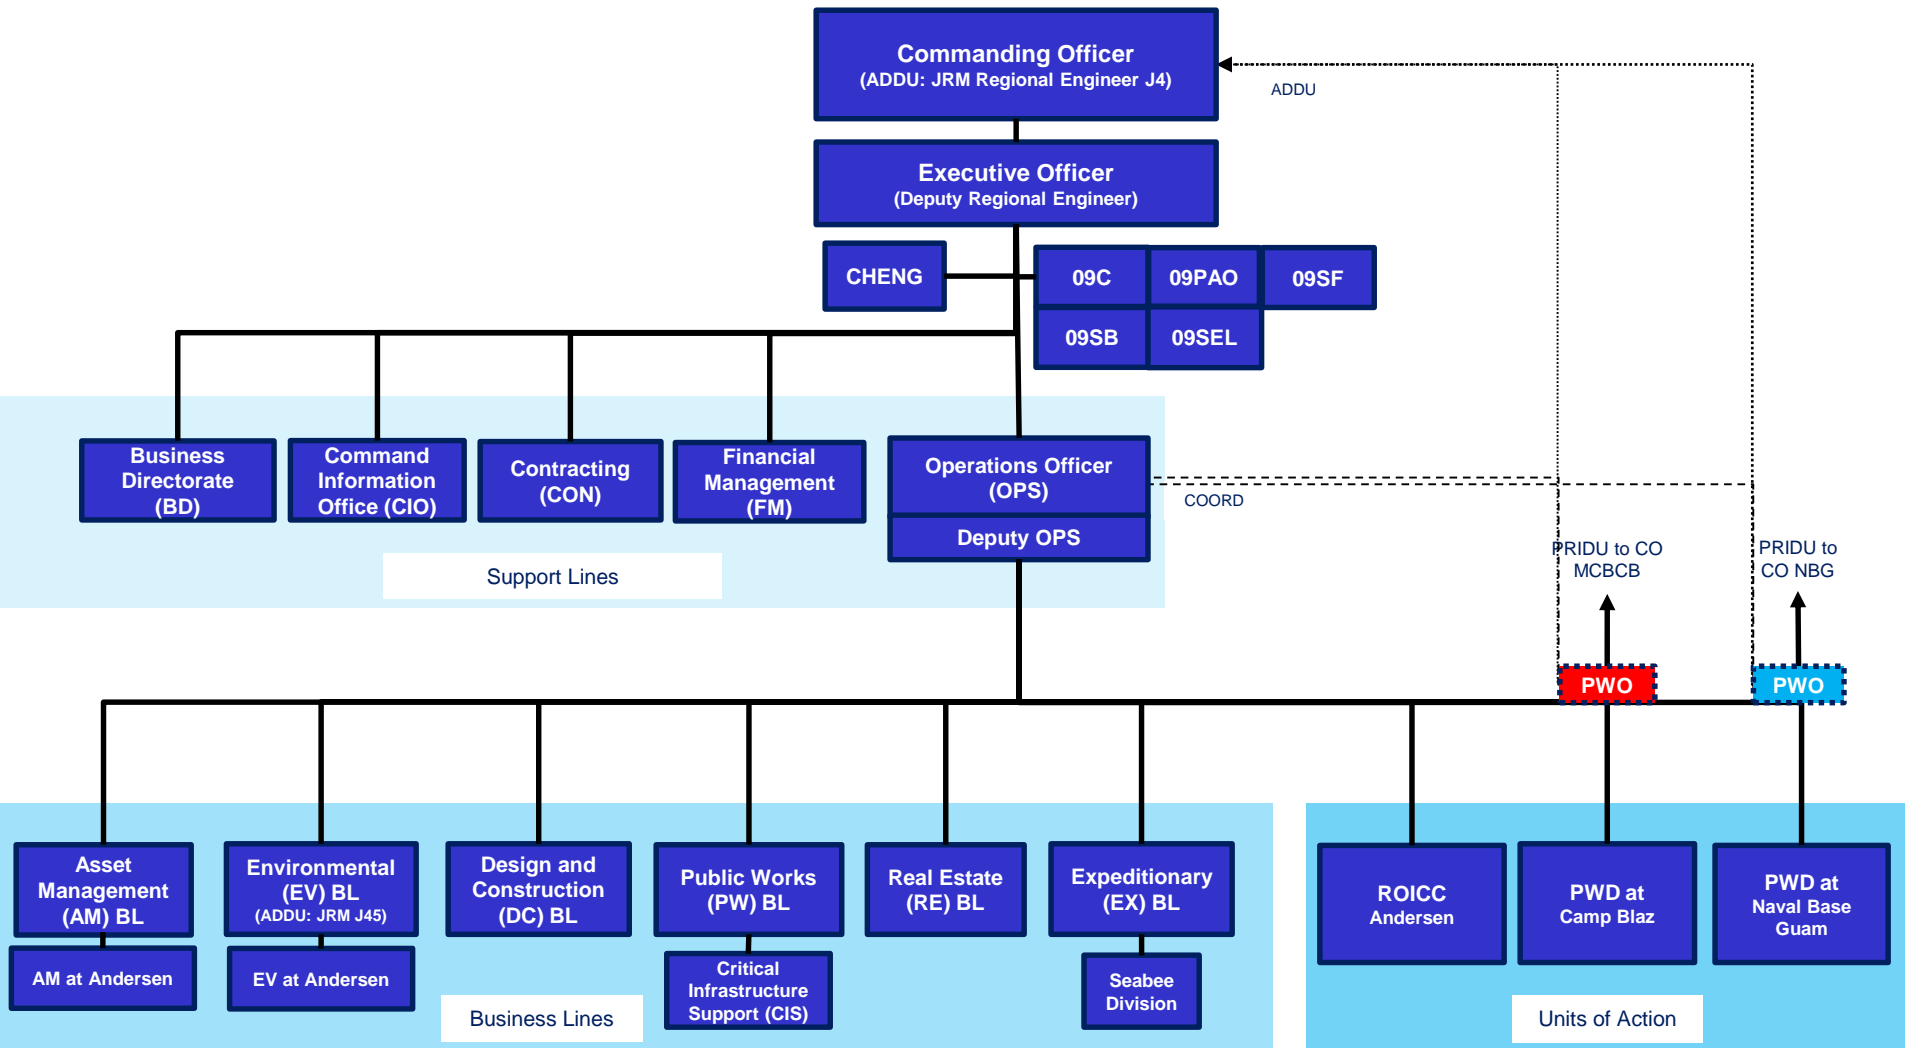 Commanding Officer
(ADDU: JRM Regional Engineer J4)
ADDU
Executive Officer
(Deputy Regional Engineer)
CHENG
09C
09PAO
09SF
09SB
09SEL
Business
Directorate
(BD)
Command
Information
Office (CIO)
Contracting
(CON)
Financial
Management
(FM)
Operations Officer
(OPS)
Deputy OPS
COORD
Support Lines
PRIDU to CO
MCBCB
PRIDU to
CO NBG
PWO
PWO
Asset
Management
(AM) BL
Environmental
(EV) BL
(ADDU: JRM J45)
Design and
Construction
(DC) BL
Public Works
(PW) BL
Real Estate
(RE) BL
Expeditionary
(EX) BL
ROICC
Andersen
PWD at
Camp Blaz
PWD at
Naval Base
Guam
AM at Andersen
EV at Andersen
Critical
Infrastructure
Support (CIS)
Seabee
Division
Business Lines
Units of Action